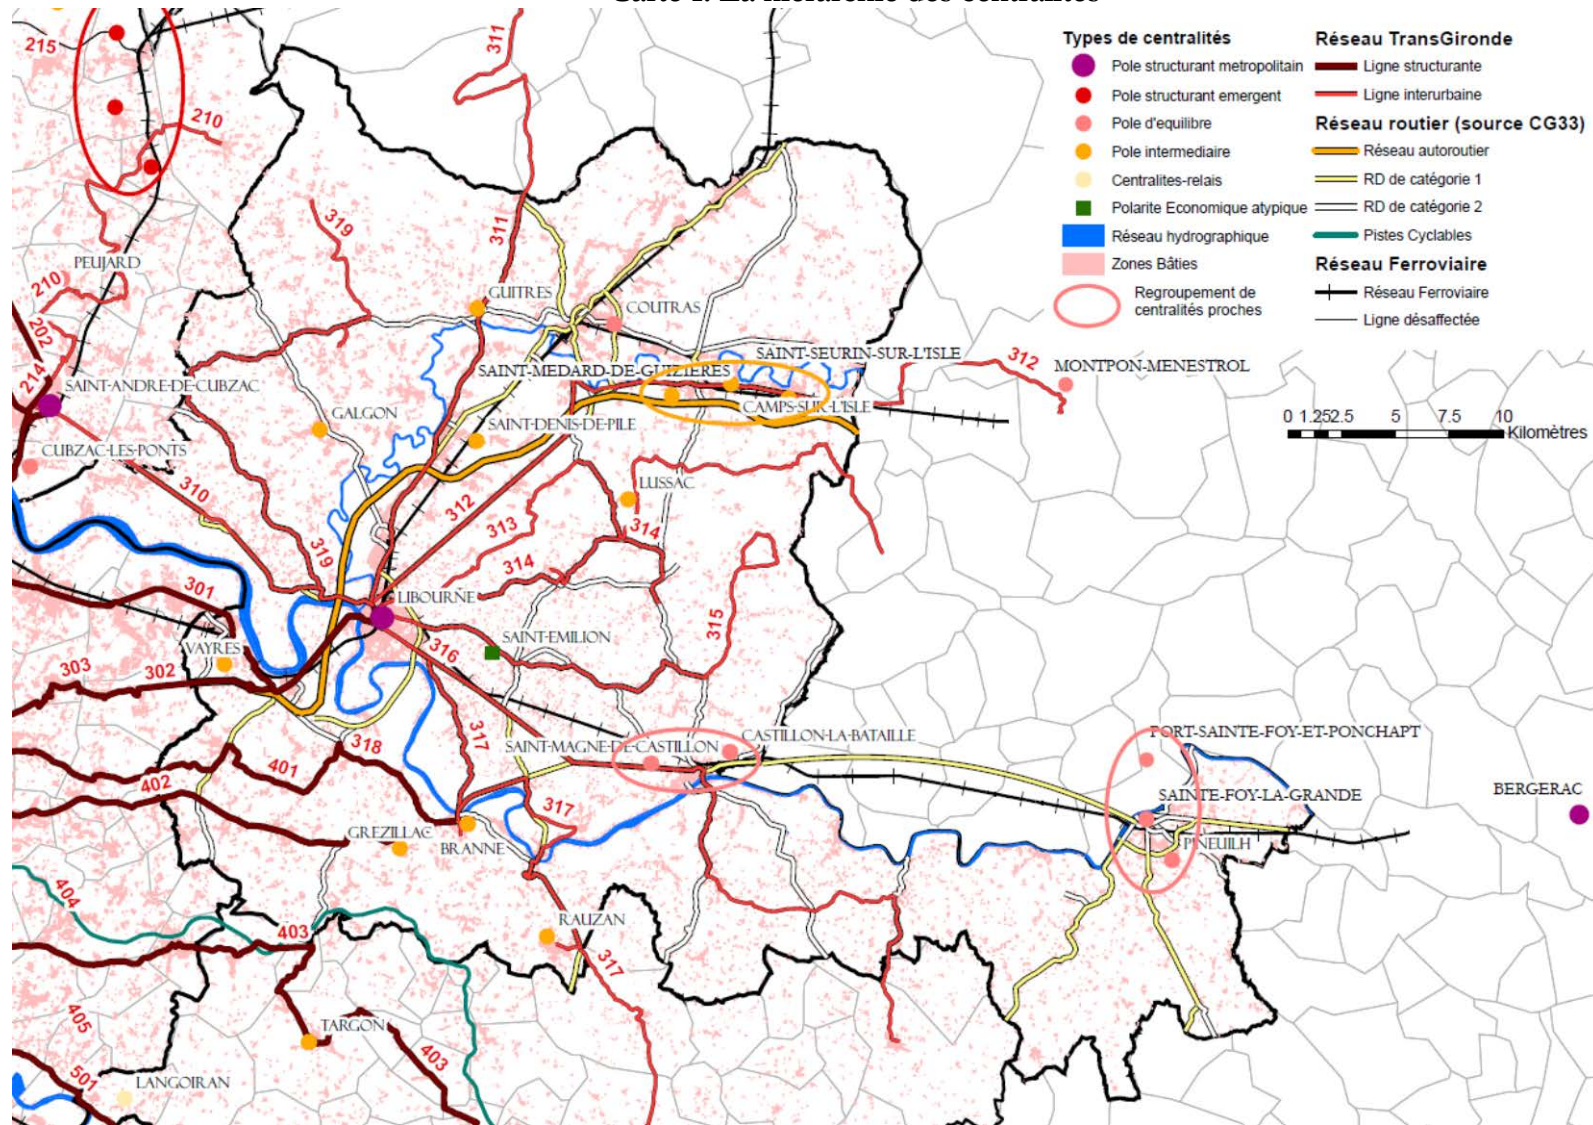 Carte 1: La hiérarchie des centralités
Types de centralités
Pole structurant metropolitain
Pole structurant emergent
Pole d'equilibre
Pole intermediaire
Centralites-relais
Polarite Economique atypique
Réseau hydrographique
Zones Bâties
Regroupement de
centralités proches
Réseau TransGironde
Ligne structurante
Ligne interurbaine
Réseau routier (source CG33)
Réseau autoroutier
RD de catégorie 1
RD de catégorie 2
Pistes Cyclables
Réseau Ferroviaire
Réseau Ferroviaire
Ligne désaffectée
0 1.252.5 5 7.5 10
Kilomètres
215
311
210
319
311
PEUJARD
210
GUITRES
COUTRAS
202
SAINT-SEURIN-SUR-L'ISLE
312
MONTPON-MENESTROL
214
SAINT-MEDARD-DE-GUIZIERES
SAINT-ANDRE-DE-CUBZAC
GALGON
CAMPS-SUR-L'ISLE
SAINT-DENIS-DE-PILE
CUBZAC-LES-PONTS
310
LUSSAC
312
313
314
319
314
301
LIBOURNE
315
SAINT-EMILION
VAYRES
316
303
302
317
318
SAINT-MAGNE-DE-CASTILLON
CASTILLON-LA-BATAILLE
PORT-SAINTE-FOY-ET-PONCHAPT
401
402
317
SAINTE-FOY-LA-GRANDE
BERGERAC
GREZILLAC
BRANNE
PINEUILH
404
403
RAUZAN
317
405
TARGON
403
501
LANGOIRAN